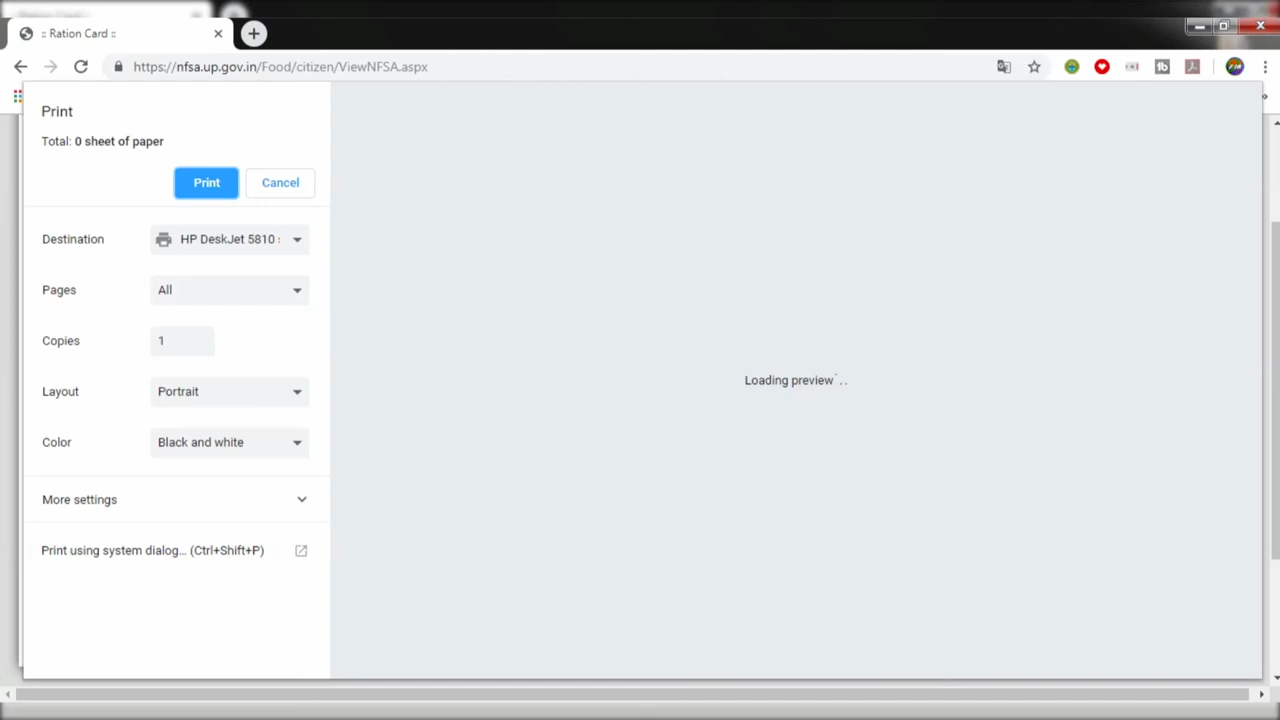 :: Ration Card ::
https://nfsa.up.gov.in/Food/citizen/ViewNFSA.aspx
Print
Total: 0 sheet of paper
Print Cancel
Destination HP DeskJet 5810
Pages All
Copies 1
Layout Portrait
Color Black and white
Loading preview...
More settings
Print using system dialog... (Ctrl+Shift+P)